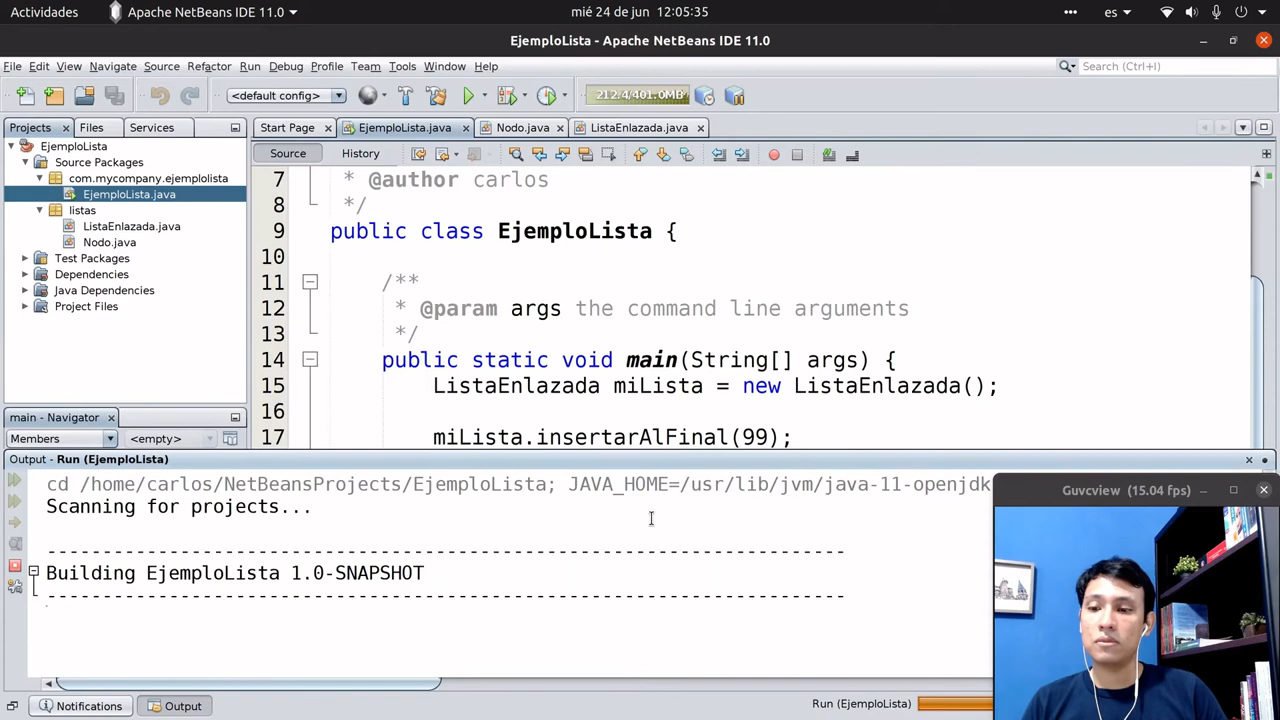 Actividades
Apache NetBeans IDE 11.0
mié 24 de jun 12:05:35
es
EjemploLista - Apache NetBeans IDE 11.0
File Edit View Navigate Source Refactor Run Debug Profile Team Tools Window Help
Search (Ctrl+I)
<default config>
212.4/401.0MB
Projects
Files
Services
Start Page
EjemploLista.java
Nodo.java
ListaEnlazada.java
EjemploLista
Source Packages
com.mycompany.ejemplolista
EjemploLista.java
listas
ListaEnlazada.java
Nodo.java
Test Packages
Dependencies
Java Dependencies
Project Files
main - Navigator
Members
<empty>
Source
History
7 * @author carlos
8 */
9 public class EjemploLista {
10
11 /**
12 * @param args the command line arguments
13 */
14 public static void main(String[] args) {
15 ListaEnlazada miLista = new ListaEnlazada();
16
17 miLista.insertarAlFinal(99);
Output - Run (EjemploLista)
cd /home/carlos/NetBeansProjects/EjemploLista; JAVA_HOME=/usr/lib/jvm/java-11-openjdk
Scanning for projects...
------------------------------------------------------------------------
Building EjemploLista 1.0-SNAPSHOT
------------------------------------------------------------------------
Guvcview (15.04 fps)
Notifications
Output
Run (EjemploLista)